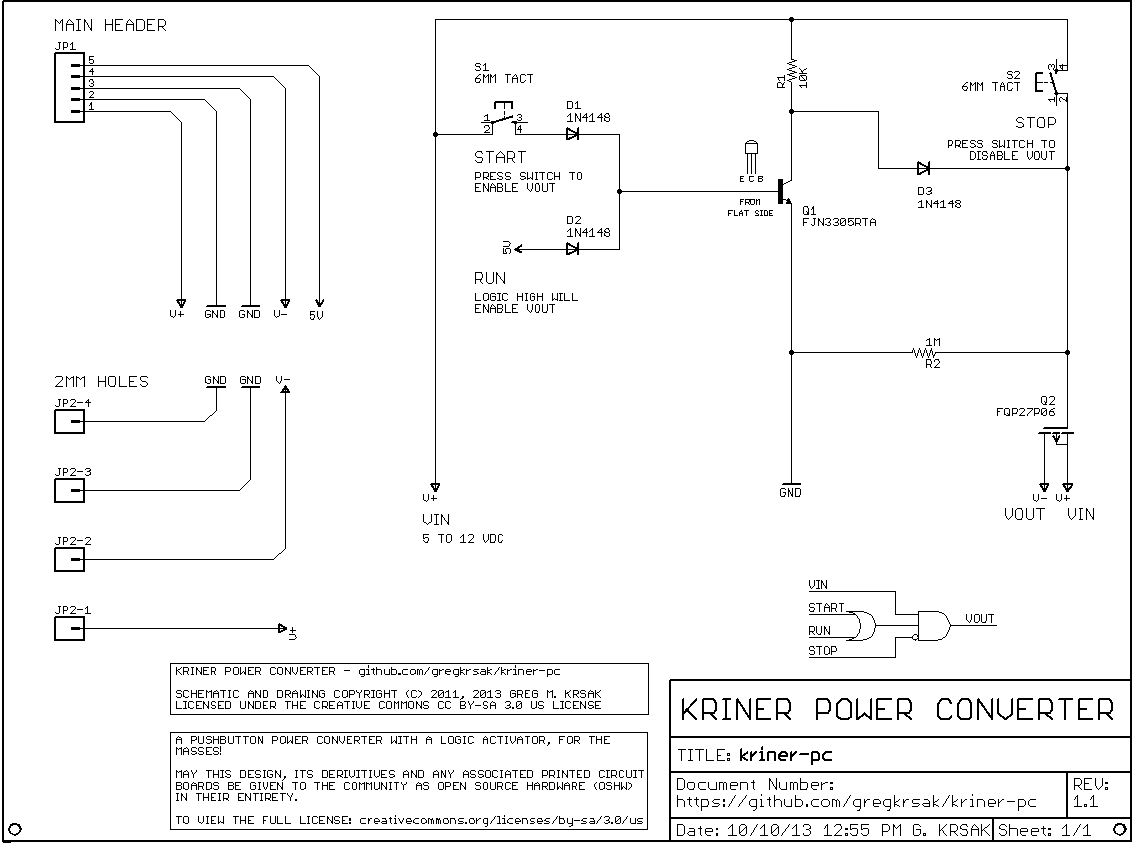 MAIN HEADER
JP1
5
4
3
2
1
V+
GND
GND
V-
5V
2MM HOLES
GND
GND
V-
JP2-4
JP2-3
JP2-2
JP2-1
V+
S1
6MM TACT
1
2
3
4
START
PRESS SWITCH TO
ENABLE VOUT
D1
1N4148
D2
1N4148
5V
RUN
LOGIC HIGH WILL
ENABLE VOUT
V+
VIN
5 TO 12 VDC
R1
10K
E C B
FROM
FLAT SIDE
Q1
FJN3305RTA
GND
S2
6MM TACT
3
4
1
2
STOP
PRESS SWITCH TO
DISABLE VOUT
D3
1N4148
1M
R2
Q2
FQP27P06
V- V+
VOUT VIN
VIN
START
RUN
STOP
VOUT
KRINER POWER CONVERTER - github.com/gregkrsak/kriner-pc
SCHEMATIC AND DRAWING COPYRIGHT (C) 2011, 2013 GREG M. KRSAK
LICENSED UNDER THE CREATIVE COMMONS CC BY-SA 3.0 US LICENSE
A PUSHBUTTON POWER CONVERTER WITH A LOGIC ACTIVATOR, FOR THE
MASSES!
MAY THIS DESIGN, ITS DERIVITIVES AND ANY ASSOCIATED PRINTED CIRCUIT
BOARDS BE GIVEN TO THE COMMUNITY AS OPEN SOURCE HARDWARE (OSHW)
IN THEIR ENTIRETY.
TO VIEW THE FULL LICENSE: creativecommons.org/licenses/by-sa/3.0/us
KRINER POWER CONVERTER
TITLE: kriner-pc
Document Number:
https://github.com/gregkrsak/kriner-pc
REV:
1.1
Date: 10/10/13 12:55 PM G. KRSAK
Sheet: 1/1